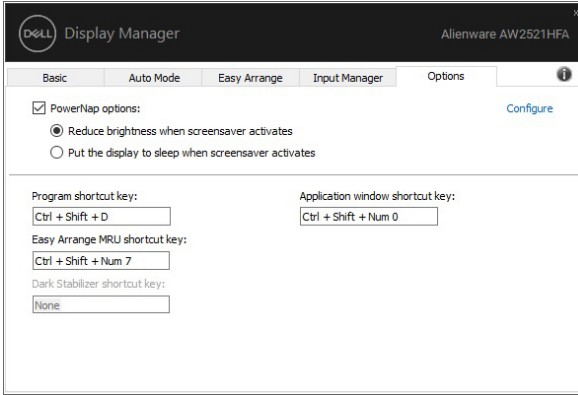 DELL Display Manager
Alienware AW2521HFA
Basic
Auto Mode
Easy Arrange
Input Manager
Options
PowerNap options:
Configure
Reduce brightness when screensaver activates
Put the display to sleep when screensaver activates
Program shortcut key:
Application window shortcut key:
Ctrl + Shift + D
Ctrl + Shift + Num 0
Easy Arrange MRU shortcut key:
Ctrl + Shift + Num 7
Dark Stabilizer shortcut key:
None